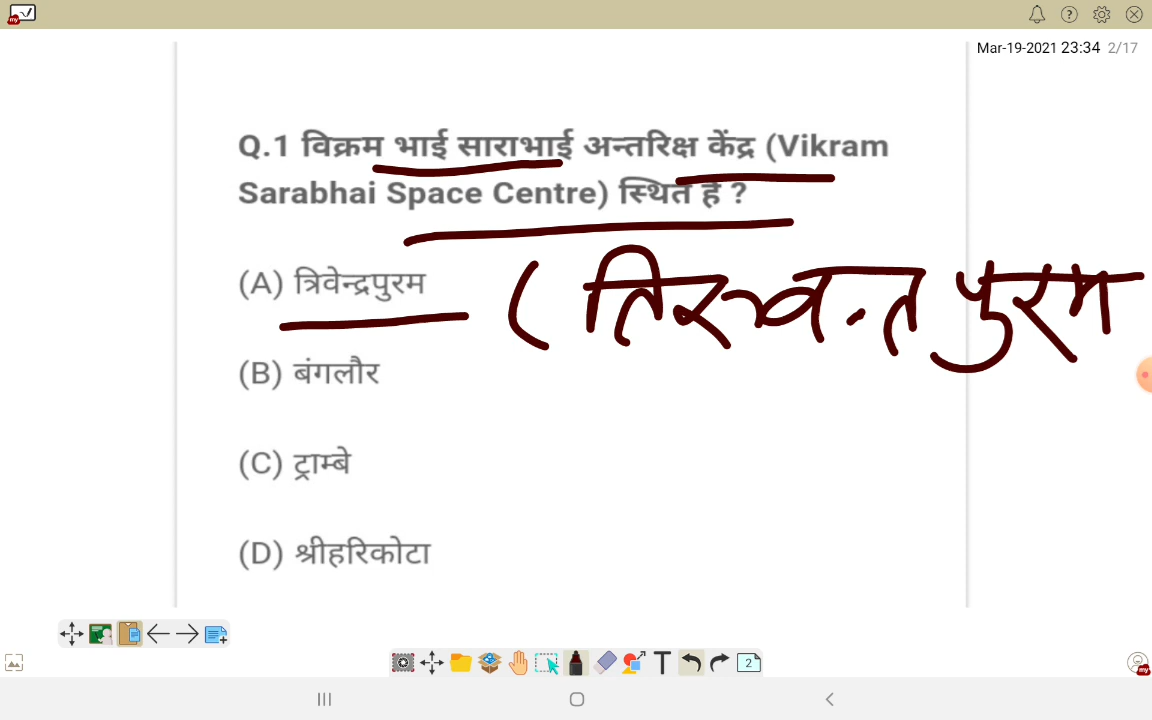 Mar-19-2021 23:34 2/17
Q.1 विक्रम भाई साराभाई अन्तरिक्ष केंद्र (Vikram
Sarabhai Space Centre) स्थित है ?
(A) त्रिवेन्द्रपुरम ( तिरुवन्तपुरम
(B) बंगलौर
(C) ट्राम्बे
(D) श्रीहरिकोटा
2